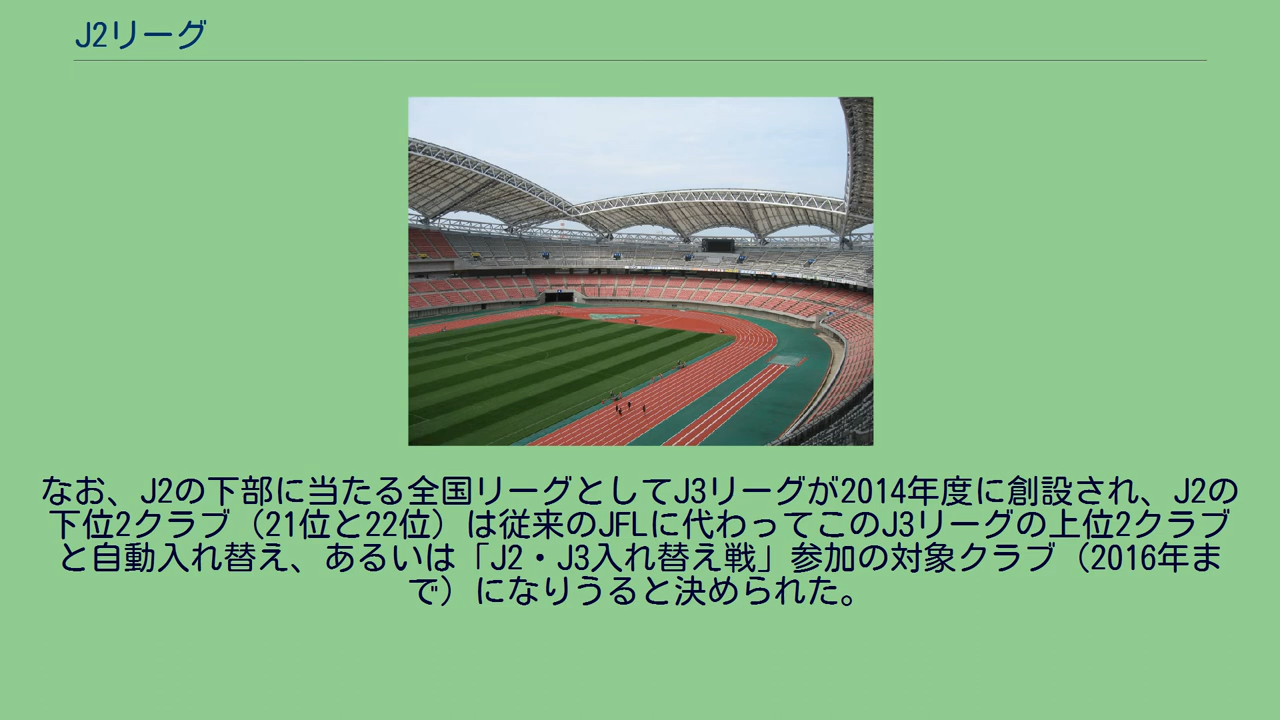 J2リーグ
なお、J2の下部に当たる全国リーグとしてJ3リーグが2014年度に創設され、J2の
下位2クラブ（21位と22位）は従来のJFLに代わってこのJ3リーグの上位2クラブ
と自動入れ替え、あるいは「J2・J3入れ替え戦」参加の対象クラブ（2016年ま
で）になりうると決められた。